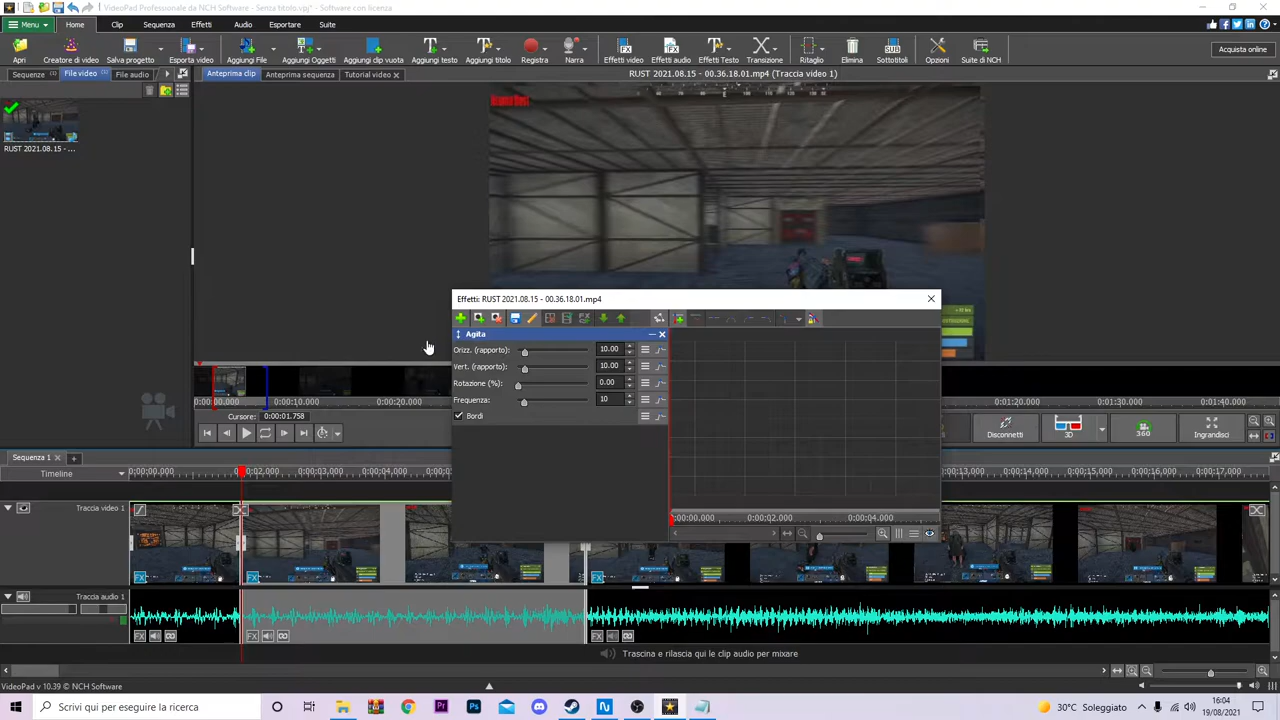 VideoPad Professionale da NCH Software - Senza titolo.vpj* - Software con licenza
Menu
Home
Clip
Sequenza
Effetti
Audio
Esportare
Suite
Apri
Creatore di video
Salva progetto
Esporta video
Aggiungi File
Aggiungi Oggetti
Aggiungi clip vuota
Aggiungi testo
Aggiungi titolo
Registra
Narra
Effetti video
Effetti audio
Effetti Testo
Transizione
Ritaglio
Elimina
Sottotitoli
Opzioni
Suite di NCH
Acquista online
Sequenze
File video
File audio
Anteprima clip
Anteprima sequenza
Tutorial video
RUST 2021.08.15 - 00.36.18.01.mp4 (Traccia video 1)
RUST 2021.08.15 - ...
Effetti: RUST 2021.08.15 - 00.36.18.01.mp4
Agita
Orizz. (rapporto): 10.00
Vert. (rapporto): 10.00
Rotazione (%): 0.00
Frequenza: 10
Bordi
0:00:00.000 0:00:02.000 0:00:04.000
0:00:00.000 0:00:10.000 0:00:20.000 0:01:20.000 0:01:30.000 0:01:40.000
Cursore: 0:00:01.758
Disconnetti
3D
360
Ingrandisci
Sequenza 1
Timeline
0:00:00,000 0:00:02,000 0:00:03,000 0:00:04,000 0:00:13,000 0:00:14,000 0:00:15,000 0:00:16,000 0:00:17,000
Traccia video 1
Traccia audio 1
Trascina e rilascia qui le clip audio per mixare
VideoPad v 10.39 © NCH Software
Scrivi qui per eseguire la ricerca
30°C Soleggiato
16:04
19/08/2021